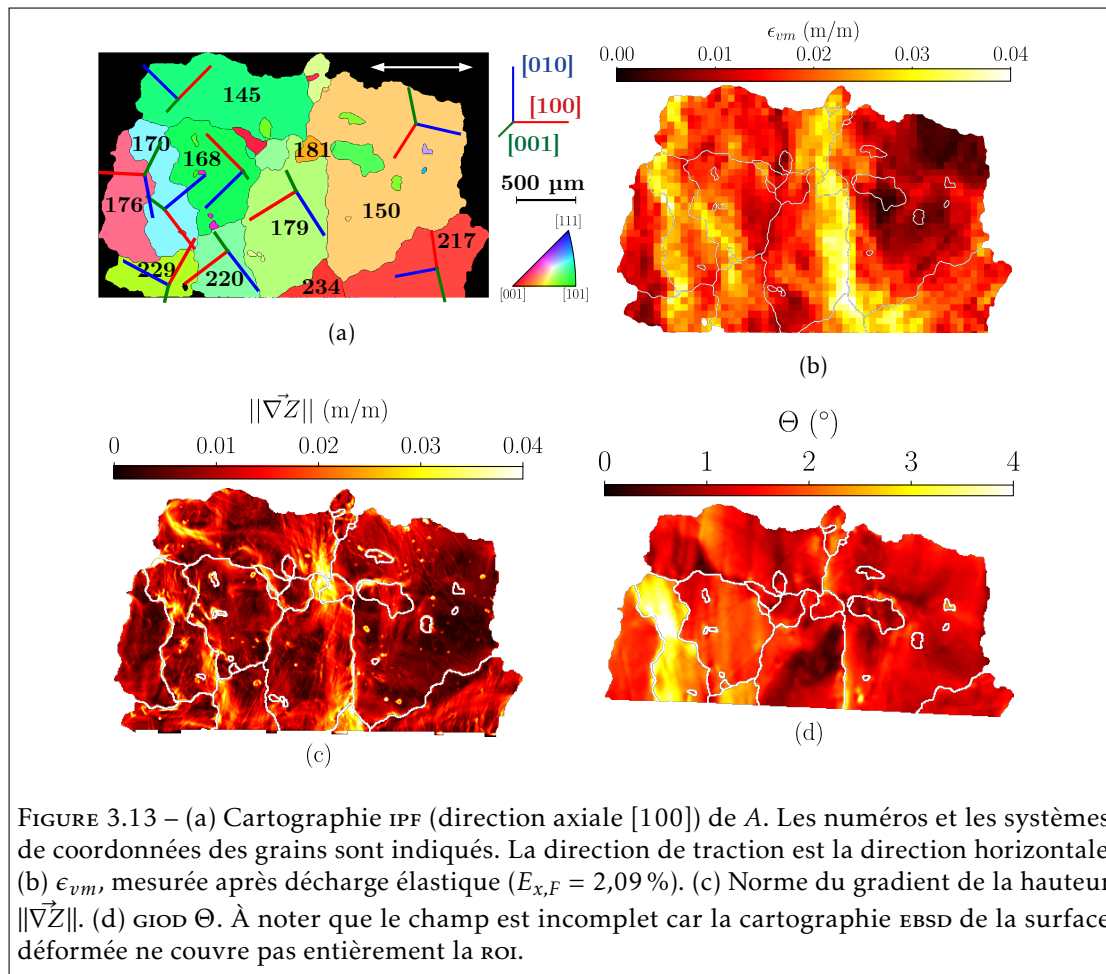 145
170
168
181
176
179
150
217
229
220
234
[010]
[100]
[001]
500 µm
[111]
[001]
[101]
(a)
ϵvm (m/m)
0.00 0.01 0.02 0.03 0.04
(b)
||∇⃗Z|| (m/m)
0 0.01 0.02 0.03 0.04
(c)
Θ (°)
0 1 2 3 4
(d)
FIGURE 3.13 – (a) Cartographie IPF (direction axiale [100]) de A. Les numéros et les systèmes
de coordonnées des grains sont indiqués. La direction de traction est la direction horizontale
(b) ϵvm, mesurée après décharge élastique (Ex,F = 2,09 %). (c) Norme du gradient de la hauteur
||∇⃗Z||. (d) GIOD Θ. À noter que le champ est incomplet car la cartographie EBSD de la surface
déformée ne couvre pas entièrement la ROI.